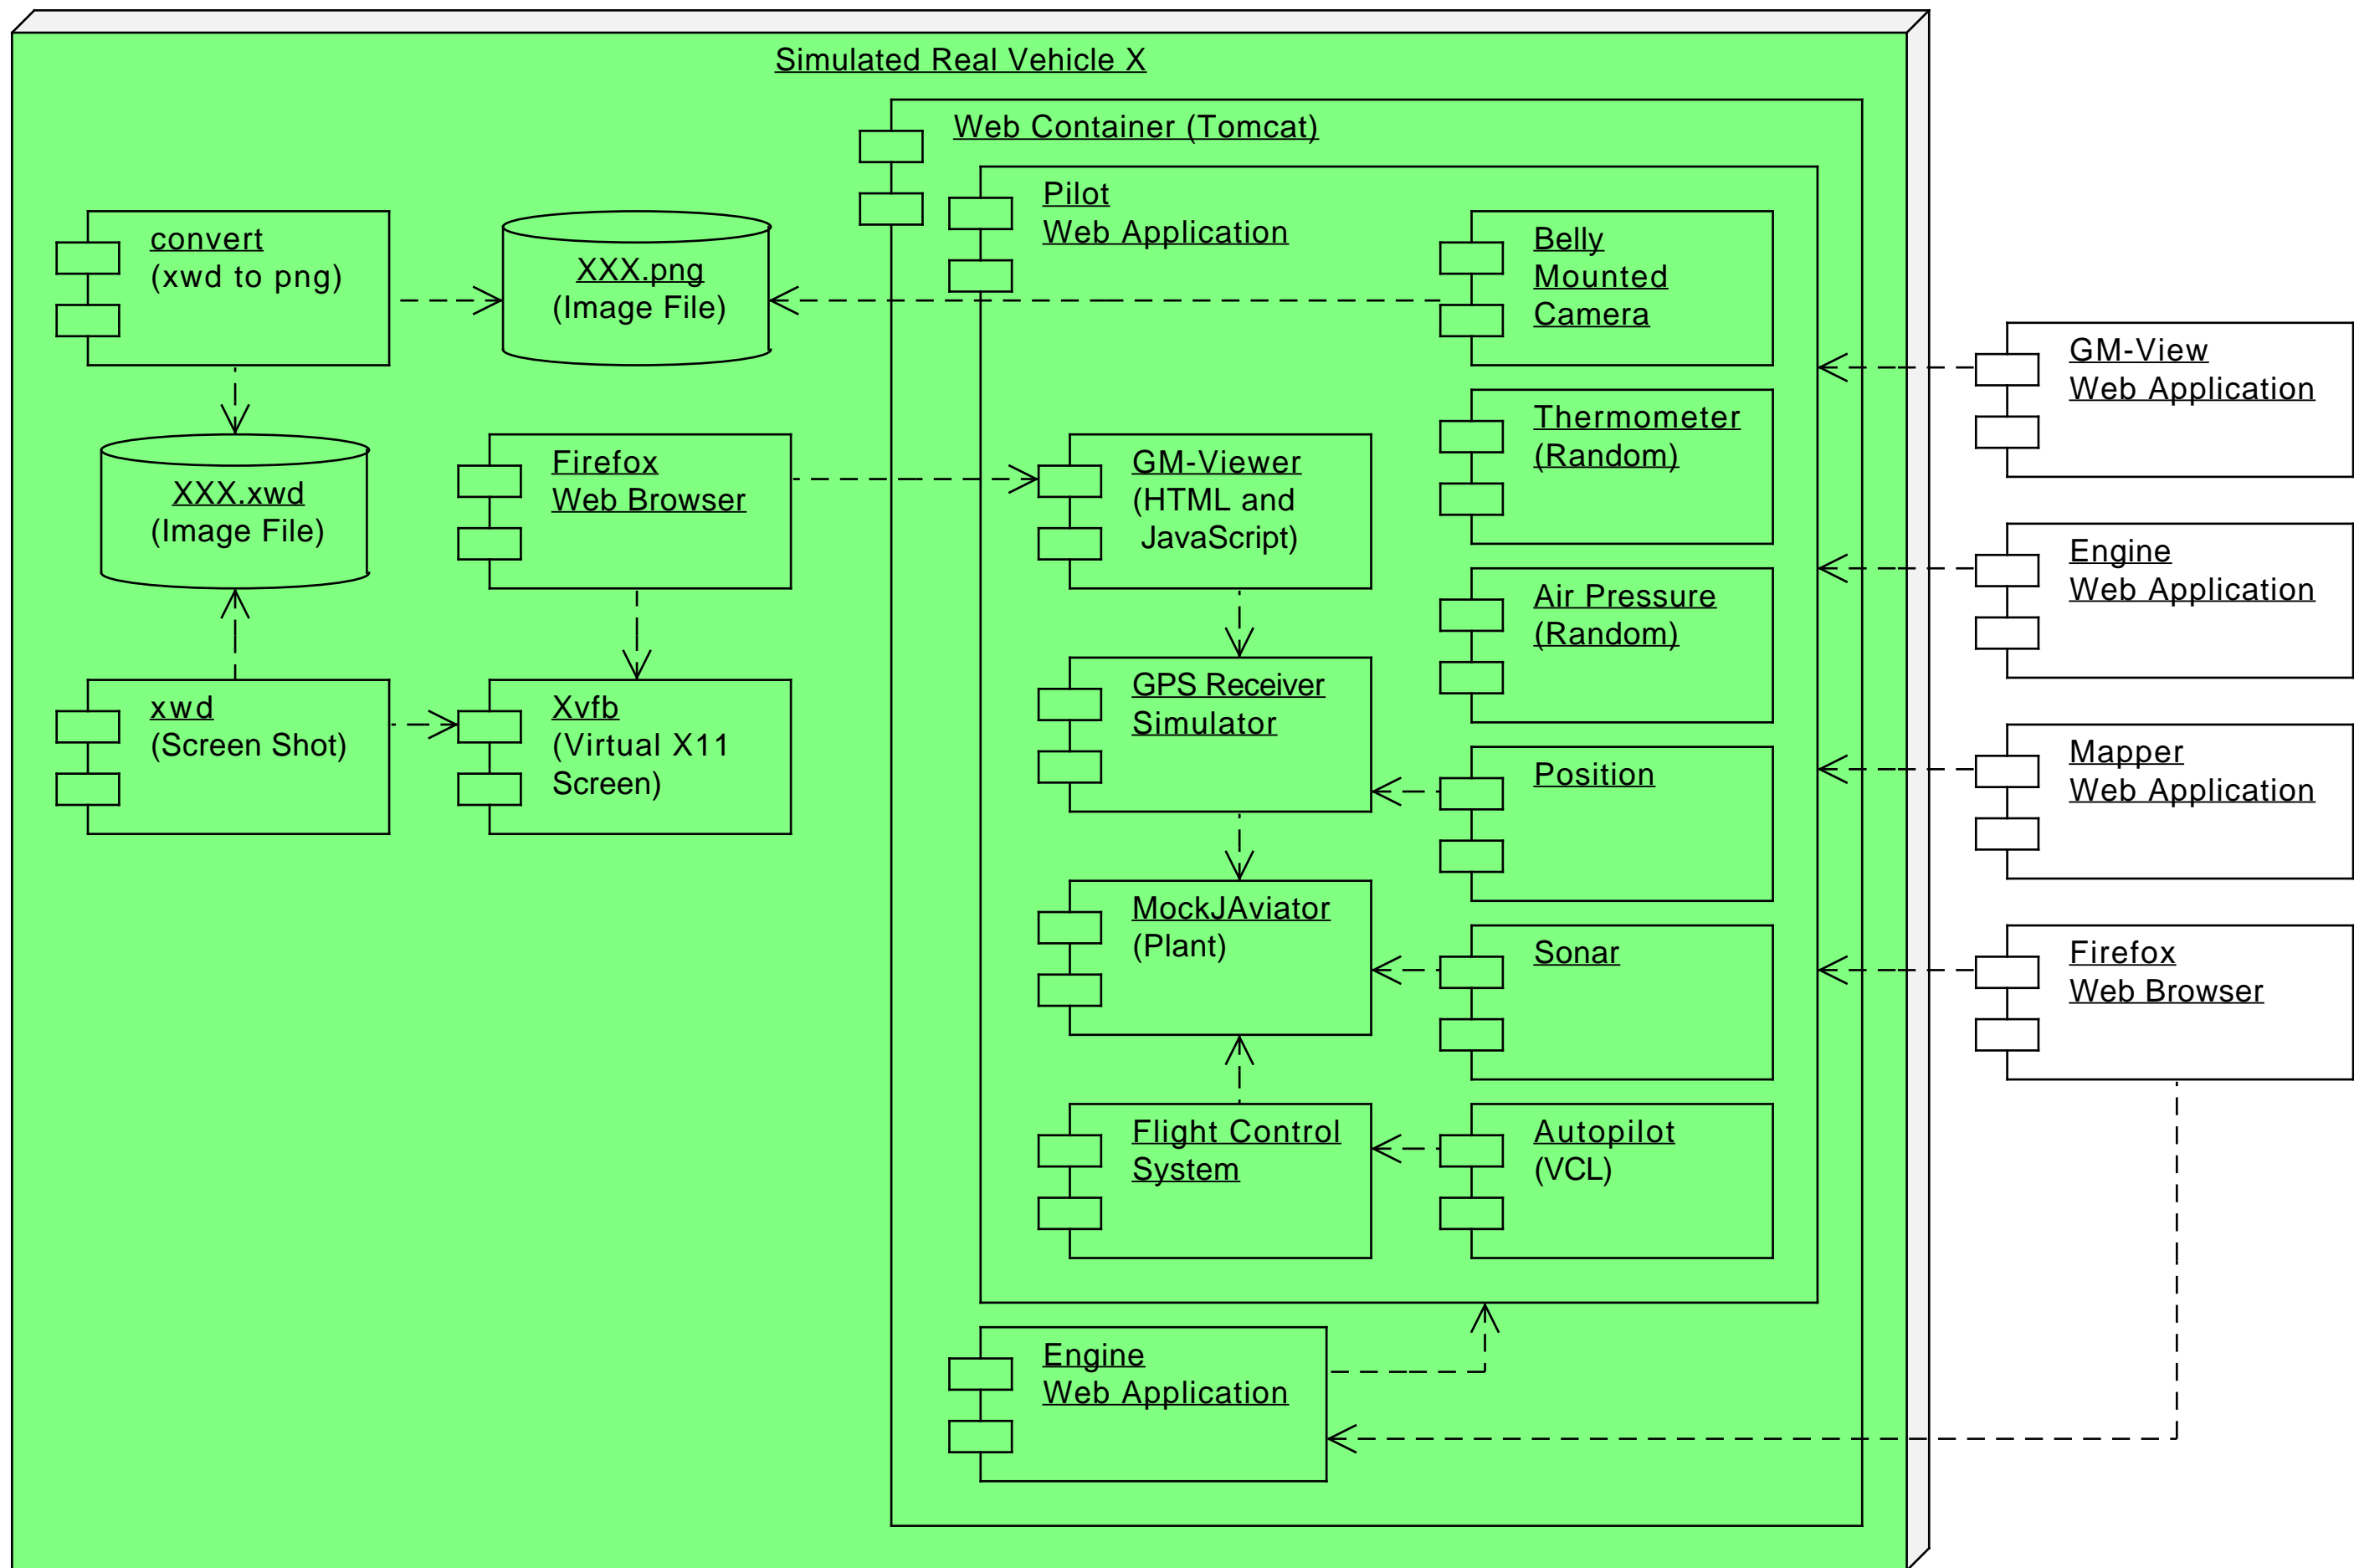 Simulated Real Vehicle X
Web Container (Tomcat)
Pilot
Web Application
convert
(xwd to png)
XXX.png
(Image File)
Belly
Mounted
Camera
GM-View
Web Application
XXX.xwd
(Image File)
Firefox
Web Browser
GM-Viewer
(HTML and
JavaScript)
Thermometer
(Random)
Engine
Web Application
Air Pressure
(Random)
xwd
(Screen Shot)
Xvfb
(Virtual X11
Screen)
GPS Receiver
Simulator
Position
Mapper
Web Application
MockJAviator
(Plant)
Sonar
Firefox
Web Browser
Flight Control
System
Autopilot
(VCL)
Engine
Web Application